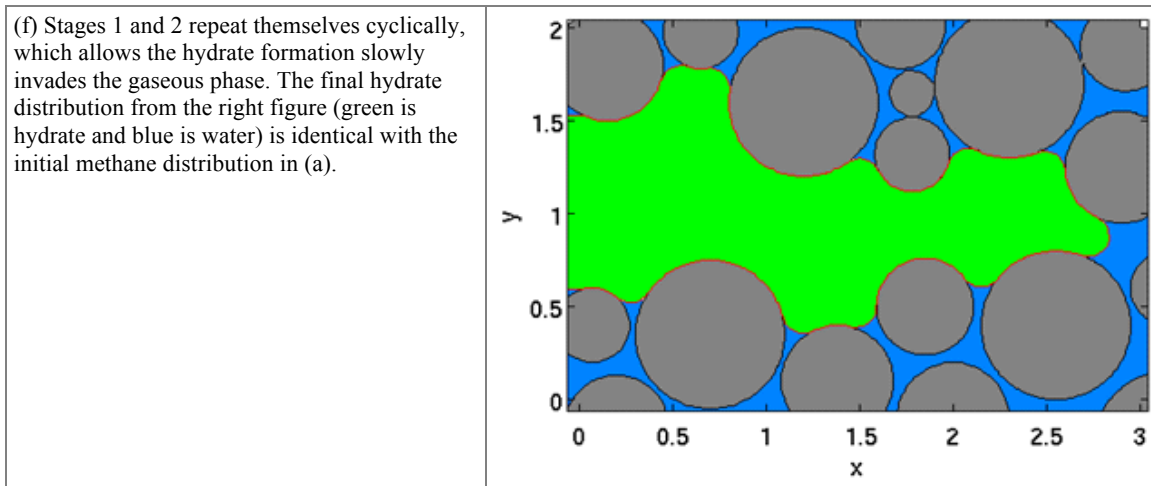 (f) Stages 1 and 2 repeat themselves cyclically,
which allows the hydrate formation slowly
invades the gaseous phase. The final hydrate
distribution from the right figure (green is
hydrate and blue is water) is identical with the
initial methane distribution in (a).
2
1.5
1
0.5
0
y
0 0.5 1 1.5 2 2.5 3
x